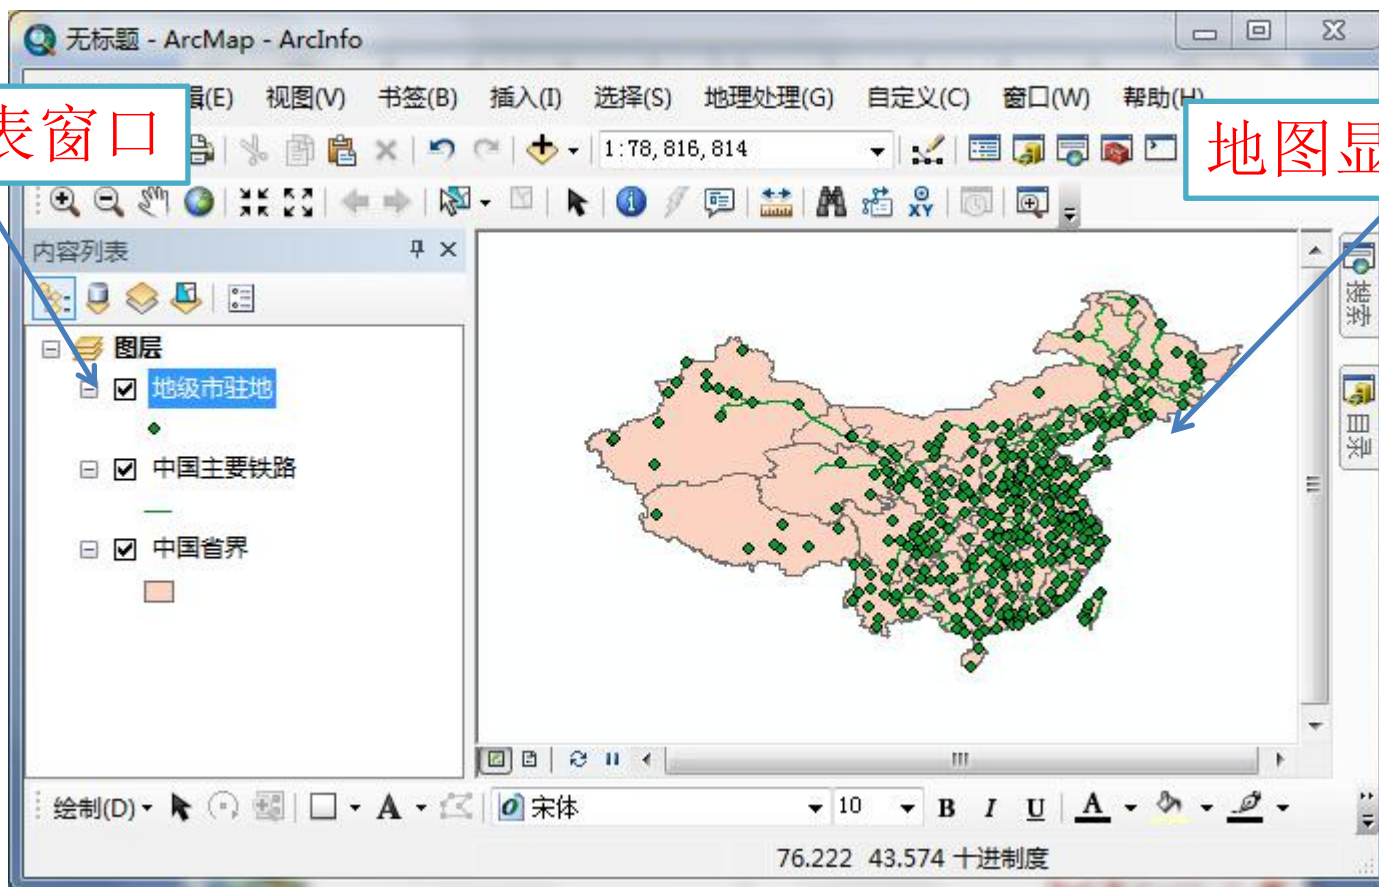 无标题 - ArcMap - ArcInfo
辑(E) 视图(V) 书签(B) 插入(I) 选择(S) 地理处理(G) 自定义(C) 窗口(W) 帮助(H)
表窗口
1:78,816,814
地图显
XY
内容列表
图层
地级市驻地
中国主要铁路
中国省界
搜索
目录
绘制(D) A 宋体 10 B I U A
76.222 43.574 十进制度